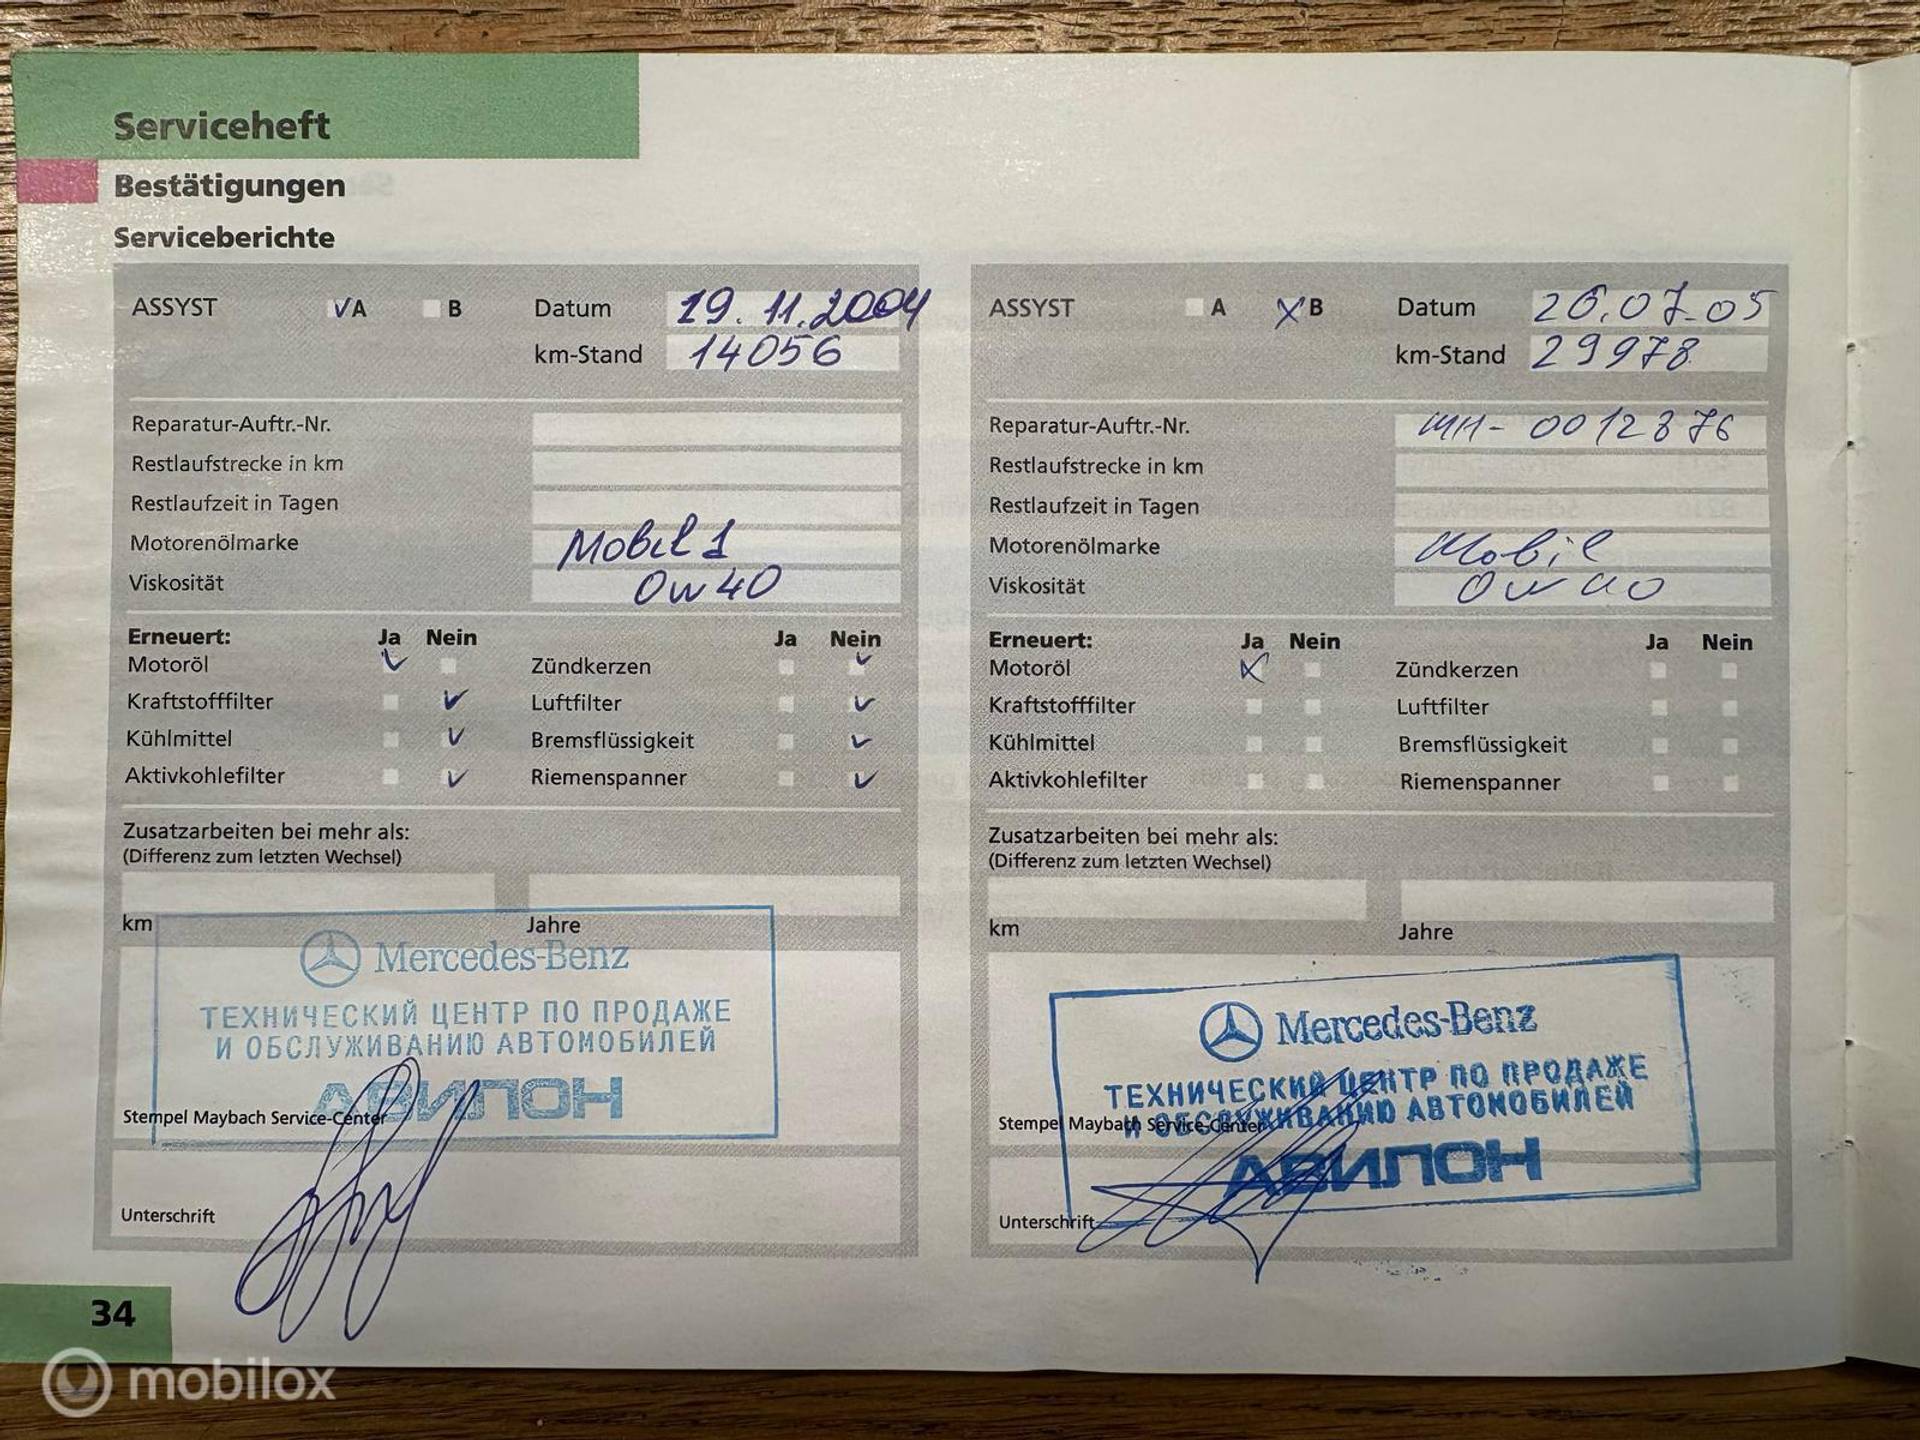 Serviceheft
Bestätigungen
Serviceberichte
ASSYST A B Datum 19.11.2004
km-Stand 14056
Reparatur-Auftr.-Nr.
Restlaufstrecke in km
Restlaufzeit in Tagen
Motorenölmarke Mobil 1
Viskosität 0w40
Erneuert: Ja Nein Ja Nein
Motoröl Zündkerzen
Kraftstofffilter Luftfilter
Kühlmittel Bremsflüssigkeit
Aktivkohlefilter Riemenspanner
Zusatzarbeiten bei mehr als:
(Differenz zum letzten Wechsel)
km Jahre
Mercedes-Benz
ТЕХНИЧЕСКИЙ ЦЕНТР ПО ПРОДАЖЕ
И ОБСЛУЖИВАНИЮ АВТОМОБИЛЕЙ
АВИЛОН
Stempel Maybach Service-Center
Unterschrift
34
ASSYST A B Datum 26.07.05
km-Stand 29978
Reparatur-Auftr.-Nr. 0012876
Restlaufstrecke in km
Restlaufzeit in Tagen
Motorenölmarke Mobil
Viskosität 0w40
Erneuert: Ja Nein Ja Nein
Motoröl Zündkerzen
Kraftstofffilter Luftfilter
Kühlmittel Bremsflüssigkeit
Aktivkohlefilter Riemenspanner
Zusatzarbeiten bei mehr als:
(Differenz zum letzten Wechsel)
km Jahre
Mercedes-Benz
ТЕХНИЧЕСКИЙ ЦЕНТР ПО ПРОДАЖЕ
И ОБСЛУЖИВАНИЮ АВТОМОБИЛЕЙ
АВИЛОН
Stempel Maybach Service-Center
Unterschrift
mobilox